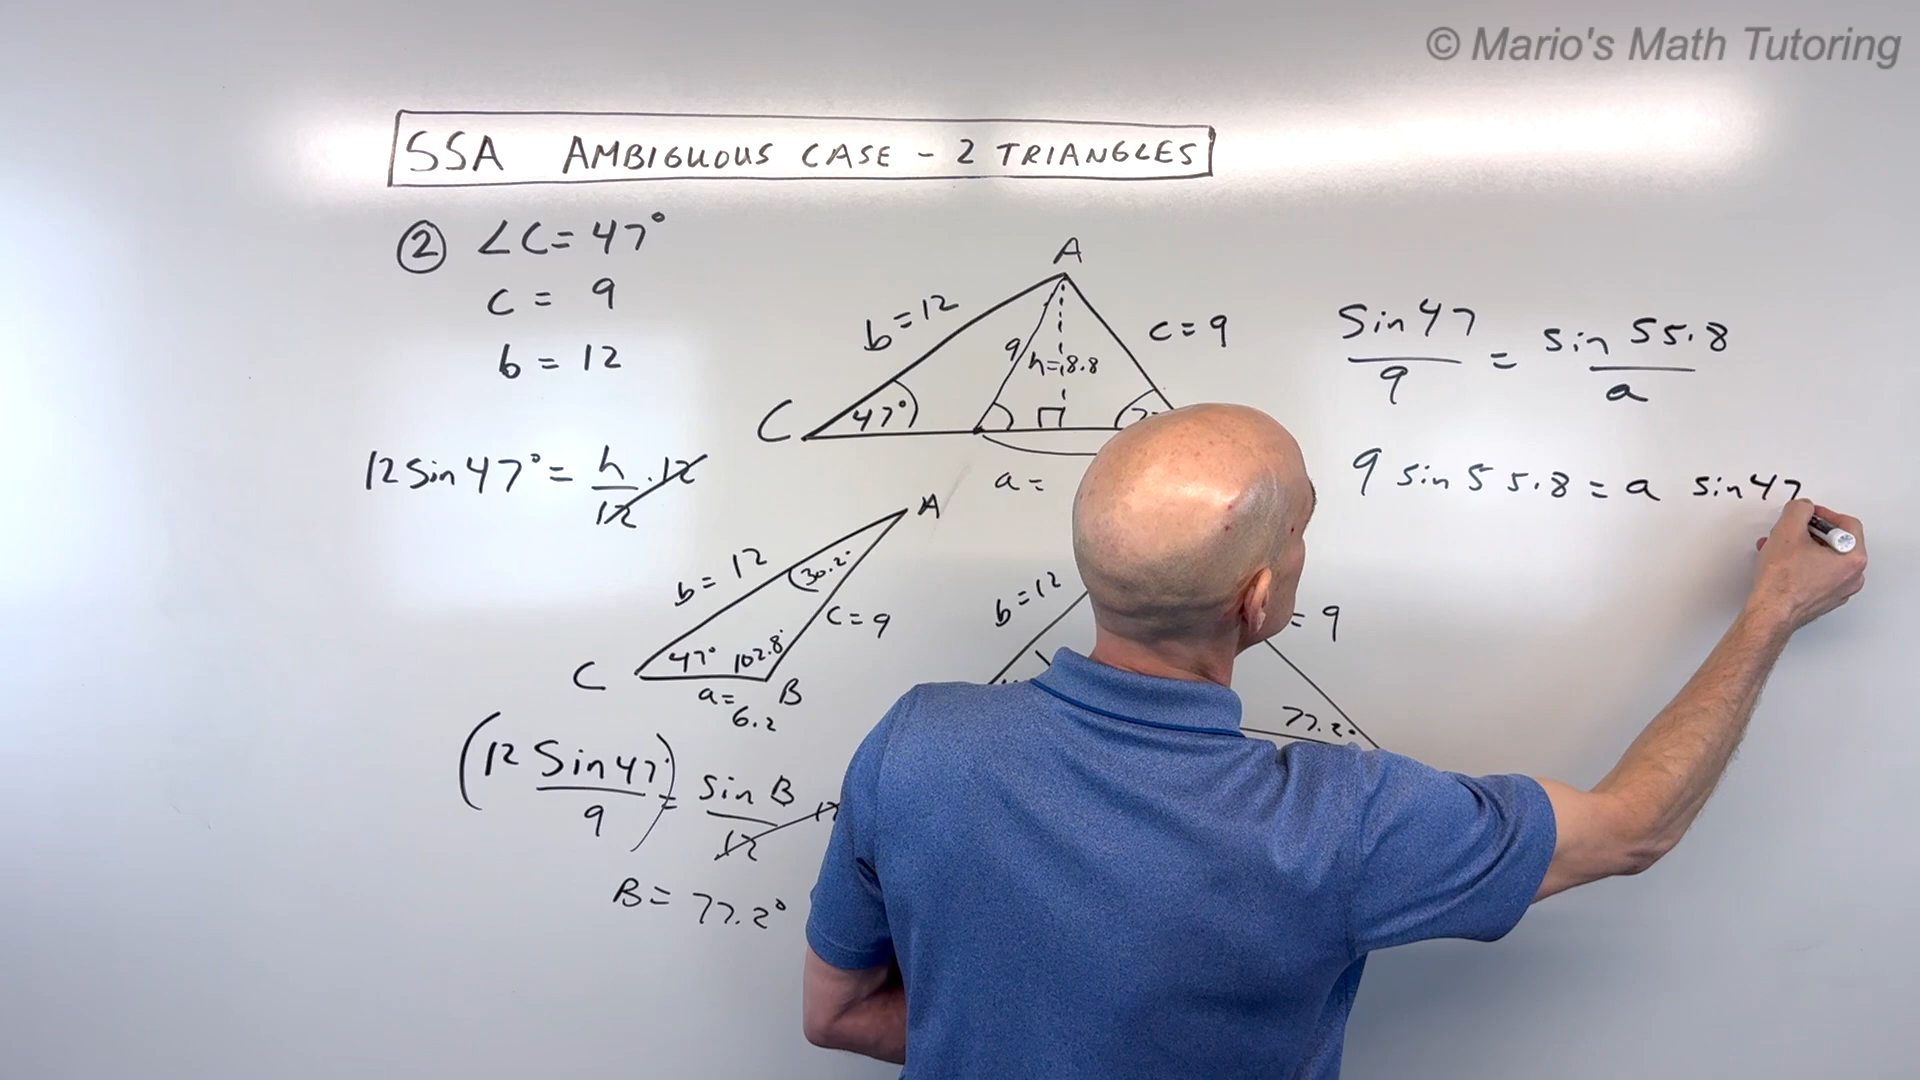 © Mario's Math Tutoring
SSA AMBIGUOUS CASE - 2 TRIANGLES
② ∠C = 47°
c = 9
b = 12
12 Sin 47° = h/12 · 12
A
b = 12
c = 9
9
h = 8.8
C
47°
a =
A
b = 12
30.2°
c = 9
C
47°
102.8°
B
a =
6.2
(12 Sin 47°/9) = Sin B/12 · 12
B = 77.2°
b = 12
= 9
77.2°
Sin 47/9 = Sin 55.8/a
9 Sin 55.8 = a Sin 47